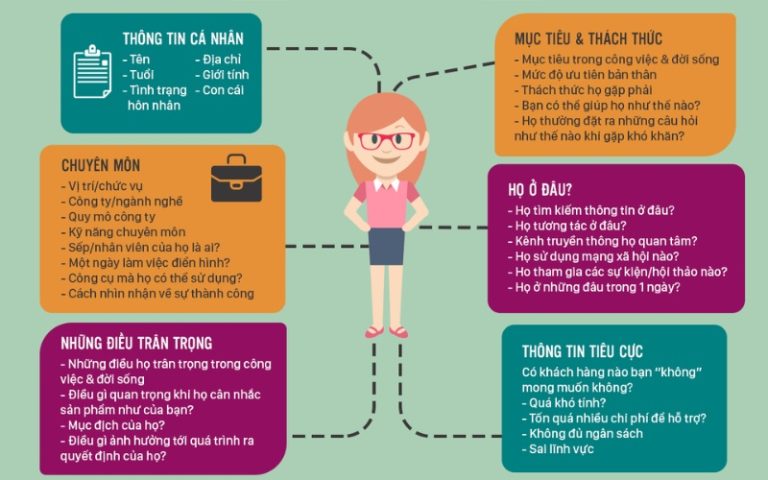 THÔNG TIN CÁ NHÂN
- Tên
- Tuổi
- Tình trạng
hôn nhân
- Địa chỉ
- Giới tính
- Con cái
MỤC TIÊU & THÁCH THỨC
- Mục tiêu trong công việc & đời sống
- Mức độ ưu tiên bản thân
- Thách thức họ gặp phải
- Bạn có thể giúp họ như thế nào?
- Họ thường đặt ra những câu hỏi
như thế nào khi gặp khó khăn?
CHUYÊN MÔN
- Vị trí/chức vụ
- Công ty/ngành nghề
- Quy mô công ty
- Kỹ năng chuyên môn
- Sếp/nhân viên của họ là ai?
- Một ngày làm việc điển hình?
- Công cụ mà họ có thể sử dụng?
- Cách nhìn nhận về sự thành công
HỌ Ở ĐÂU?
- Họ tìm kiếm thông tin ở đâu?
- Họ tương tác ở đâu?
- Kênh truyền thông họ quan tâm?
- Họ sử dụng mạng xã hội nào?
- Ho tham gia các sự kiện/hội thảo nào?
- Họ ở những đâu trong 1 ngày?
NHỮNG ĐIỀU TRÂN TRỌNG
- Những điều họ trân trọng trong công
việc & đời sống
- Điều gì quan trọng khi họ cân nhắc
sản phẩm như của bạn?
- Mục địch của họ?
- Điều gì ảnh hưởng tới quá trình ra
quyết định của họ?
THÔNG TIN TIÊU CỰC
Có khách hàng nào bạn “không”
mong muốn không?
- Quá khó tính?
- Tốn quá nhiều chi phí để hỗ trợ?
- Không đủ ngân sách
- Sai lĩnh vực